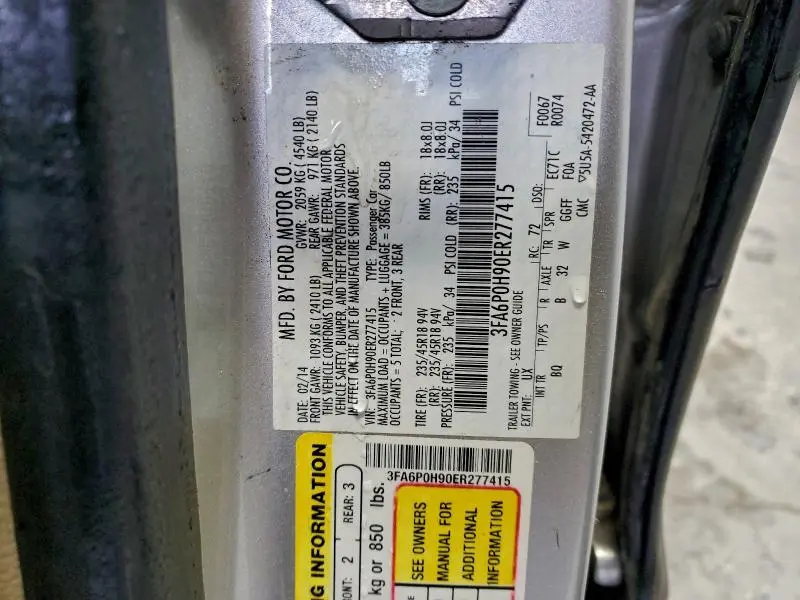 MFD. BY FORD MOTOR CO.
DATE: 02/14 GVWR: 2059 KG ( 4540 LB)
FRONT GAWR: 1093 KG (2410 LB) REAR GAWR: 971 KG ( 2140 LB)
THIS VEHICLE CONFORMS TO ALL APPLICABLE FEDERAL MOTOR
VEHICLE SAFETY, BUMPER, AND THEFT PREVENTION STANDARDS
IN EFFECT ON THE DATE OF MANUFACTURE SHOWN ABOVE.
VIN: 3FA6P0H90ER277415 TYPE: Passenger Car
MAXIMUM LOAD = OCCUPANTS + LUGGAGE = 385KG/ 850LB
OCCUPANTS = 5 TOTAL; 2 FRONT, 3 REAR
TIRE (FR): 235/45R18 94V RIMS (FR): 18x8.0J
(RR): 235/45R18 94V (RR): 18x8.0J
PRESSURE (FR): 235 kPa/ 34 PSI COLD (RR): 235 kPa/ 34 PSI COLD
3FA6P0H90ER277415
TRAILER TOWING - SEE OWNER GUIDE
EXT PNT: UX RC: 72 DSO: F0067
R0074
INT TR TP/PS R AXLE TR SPR EC71C
BQ B 32 W GGFF FOA
CMC ▽5U5A-5420472-AA
3FA6P0H90ER277415
NG INFORMATION
ONT: 2 REAR: 3
kg or 850 lbs.
SEE OWNERS
MANUAL FOR
ADDITIONAL
INFORMATION